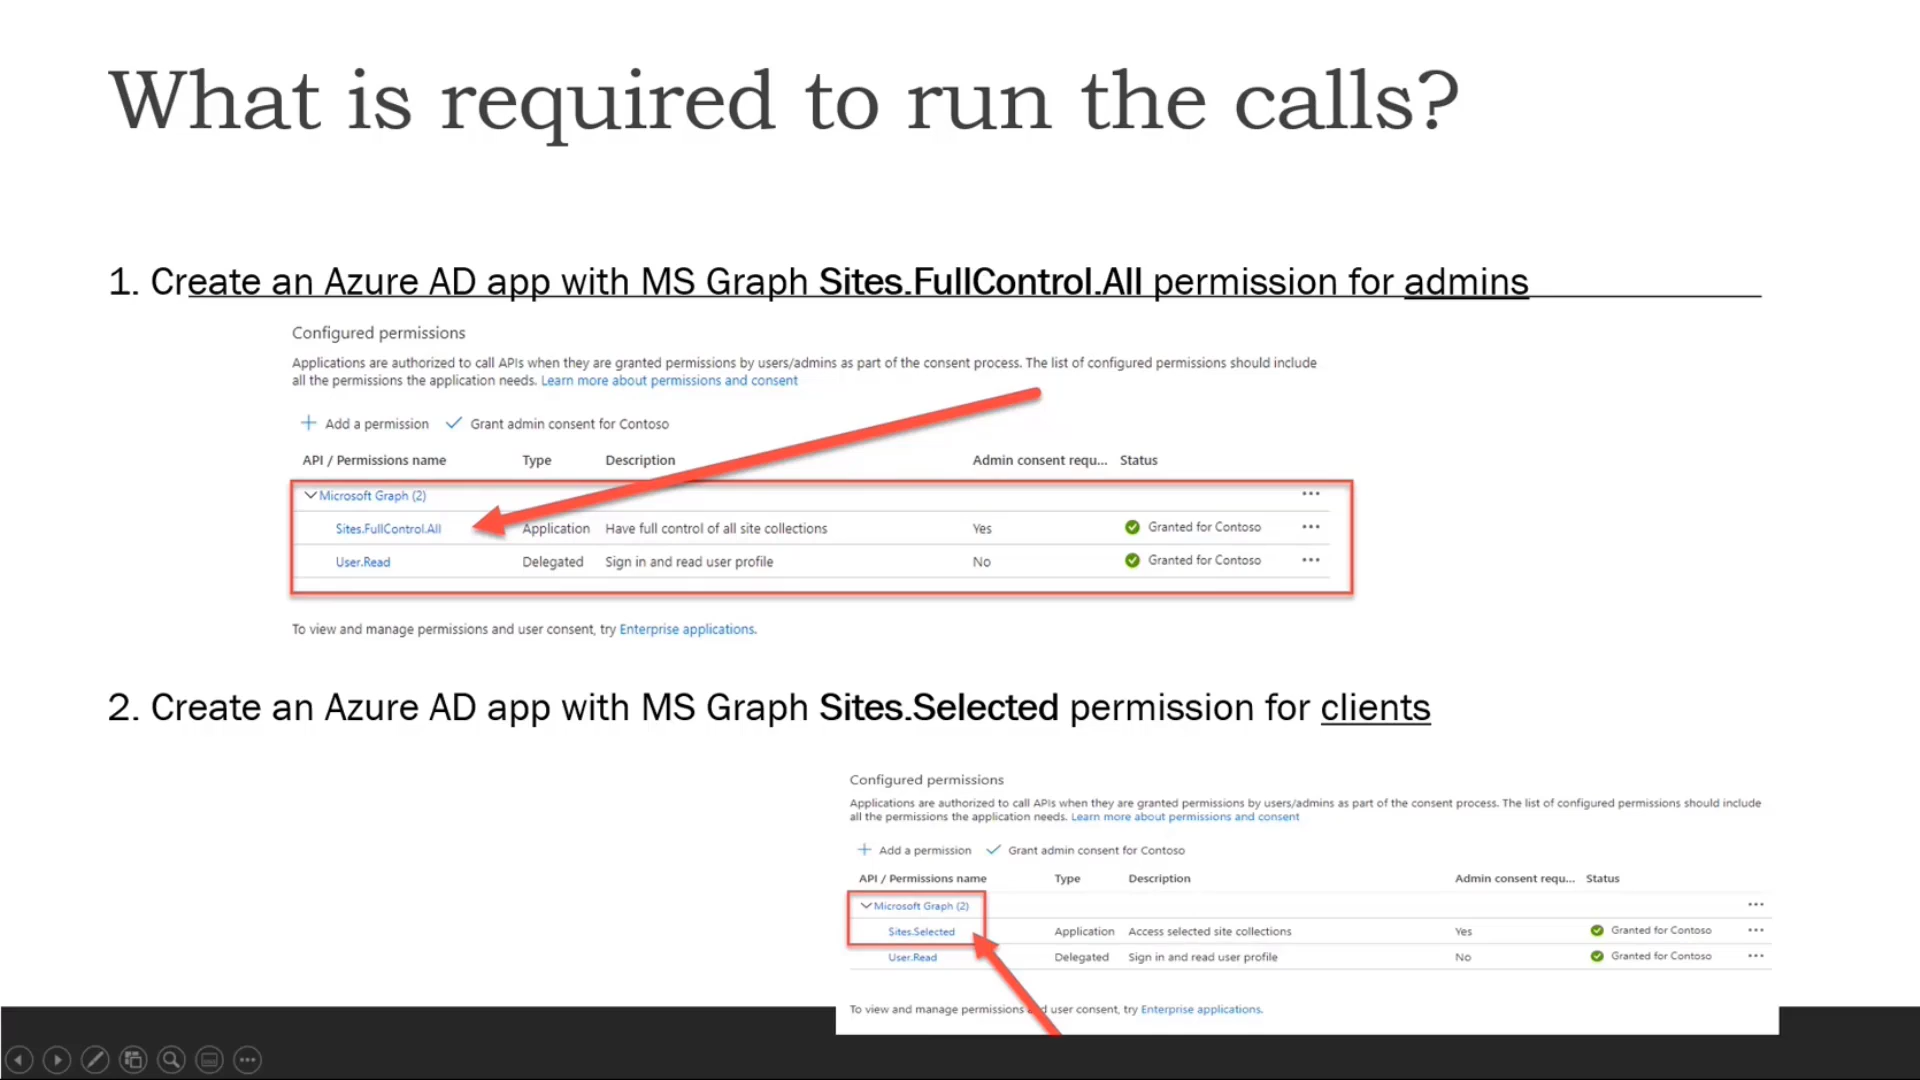 What is required to run the calls?
1. Create an Azure AD app with MS Graph Sites.FullControl.All permission for admins
Configured permissions
Applications are authorized to call APIs when they are granted permissions by users/admins as part of the consent process. The list of configured permissions should include
all the permissions the application needs. Learn more about permissions and consent
Add a permission Grant admin consent for Contoso
API / Permissions name Type Description Admin consent requ... Status
Microsoft Graph (2) ...
Sites.FullControl.All Application Have full control of all site collections Yes Granted for Contoso ...
User.Read Delegated Sign in and read user profile No Granted for Contoso ...
To view and manage permissions and user consent, try Enterprise applications.
2. Create an Azure AD app with MS Graph Sites.Selected permission for clients
Configured permissions
Applications are authorized to call APIs when they are granted permissions by users/admins as part of the consent process. The list of configured permissions should include
all the permissions the application needs. Learn more about permissions and consent
Add a permission Grant admin consent for Contoso
API / Permissions name Type Description Admin consent requ... Status
Microsoft Graph (2) ...
Sites.Selected Application Access selected site collections Yes Granted for Contoso ...
User.Read Delegated Sign in and read user profile No Granted for Contoso ...
To view and manage permissions and user consent, try Enterprise applications.